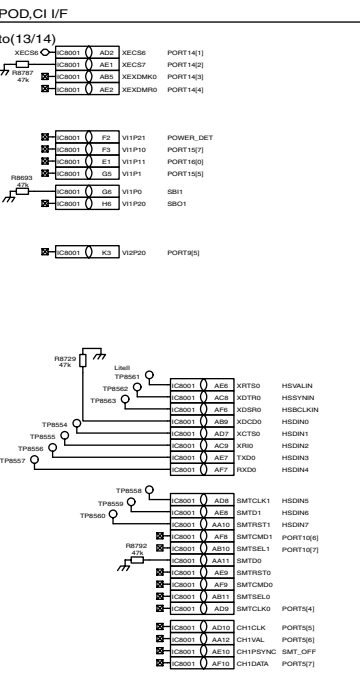 POD,CI I/F
to(13/14)
XECS6 IC8001 AD2 XECS6 PORT14[1]
IC8001 AE1 XECS7 PORT14[2]
R8787
47k
IC8001 AB5 XEXDMK0 PORT14[3]
IC8001 AE2 XEXDMR0 PORT14[4]
IC8001 F2 VI1P21 POWER_DET
IC8001 F3 VI1P10 PORT15[7]
IC8001 E1 VI1P11 PORT16[0]
IC8001 G5 VI1P1 PORT15[5]
R8693
47k
IC8001 G6 VI1P0 SBI1
IC8001 H6 VI1P20 SBO1
IC8001 K3 VI2P20 PORT9[5]
R8729
47k
LiteII
TP8561 IC8001 AE6 XRTS0 HSVALIN
TP8562 IC8001 AC8 XDTR0 HSSYNIN
TP8563 IC8001 AF6 XDSR0 HSBCLKIN
IC8001 AB9 XDCD0 HSDIN0
TP8554 IC8001 AD7 XCTS0 HSDIN1
TP8555 IC8001 AC9 XRI0 HSDIN2
TP8556 IC8001 AE7 TXD0 HSDIN3
TP8557 IC8001 AF7 RXD0 HSDIN4
TP8558 IC8001 AD8 SMTCLK1 HSDIN5
TP8559 IC8001 AE8 SMTD1 HSDIN6
TP8560 IC8001 AA10 SMTRST1 HSDIN7
IC8001 AF8 SMTCMD1 PORT10[6]
IC8001 AB10 SMTSEL1 PORT10[7]
R8792
47k
IC8001 AA11 SMTD0
IC8001 AE9 SMTRST0
IC8001 AF9 SMTCMD0
IC8001 AB11 SMTSEL0
IC8001 AD9 SMTCLK0 PORT5[4]
IC8001 AD10 CH1CLK PORT5[5]
IC8001 AA12 CH1VAL PORT5[6]
IC8001 AE10 CH1PSYNC SMT_OFF
IC8001 AF10 CH1DATA PORT5[7]